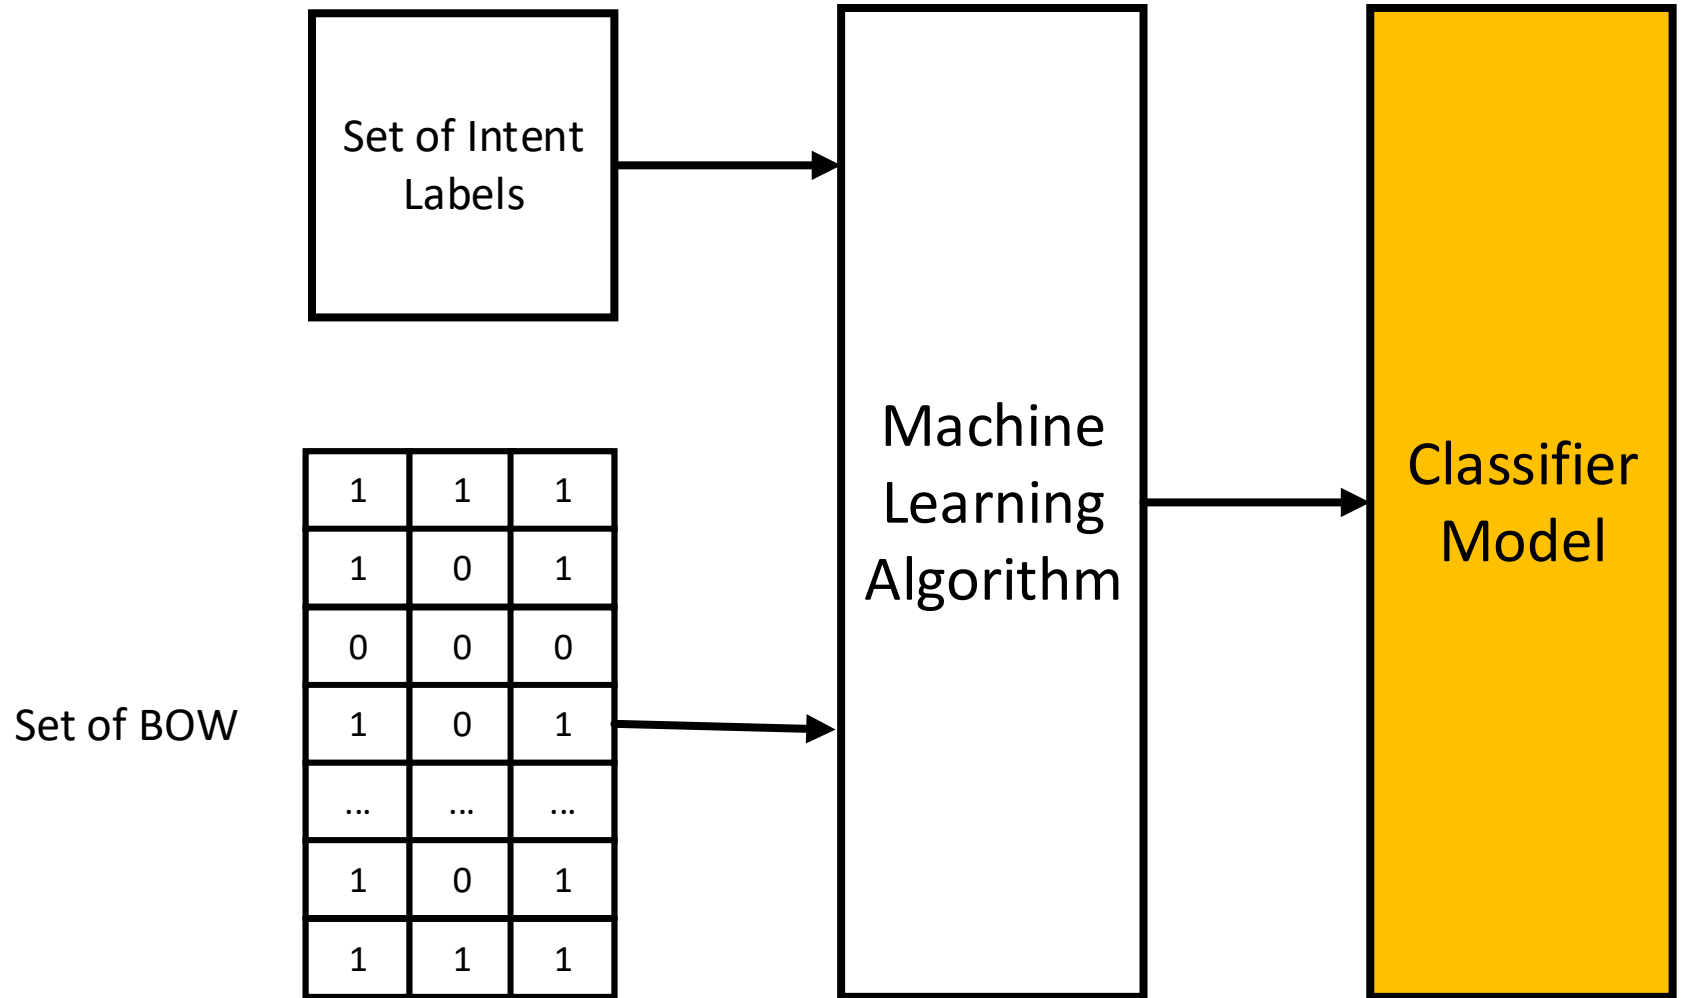 Set of Intent
Labels
Machine
Learning
Algorithm
Classifier
Model
Set of BOW
1 1 1
1 0 1
0 0 0
1 0 1
... ... ...
1 0 1
1 1 1